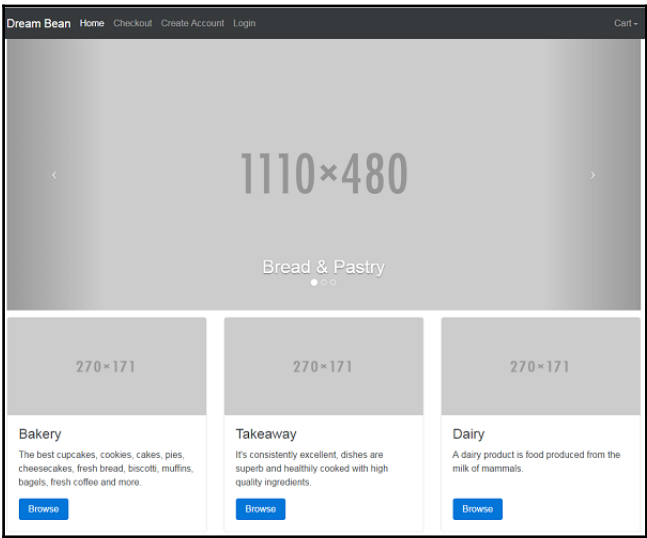 Dream Bean Home Checkout Create Account Login Cart
1110×480
Bread & Pastry
270×171 270×171 270×171
Bakery
The best cupcakes, cookies, cakes, pies,
cheesecakes, fresh bread, biscotti, muffins,
bagels, fresh coffee and more.
Browse
Takeaway
It's consistently excellent, dishes are
superb and healthily cooked with high
quality ingredients.
Browse
Dairy
A dairy product is food produced from the
milk of mammals.
Browse